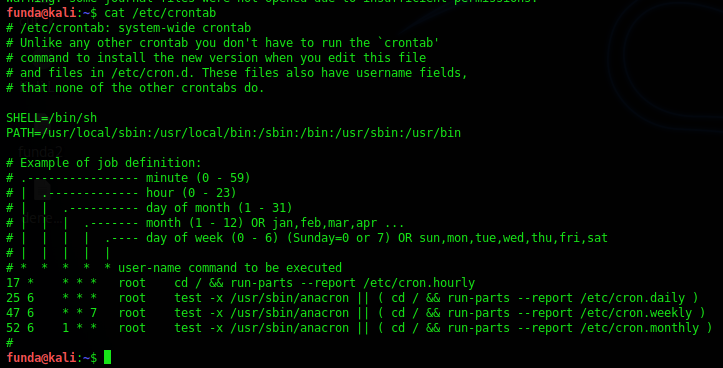 warning: Some journal files were not opened due to insufficient permissions.
funda@kali:~$ cat /etc/crontab
# /etc/crontab: system-wide crontab
# Unlike any other crontab you don't have to run the `crontab'
# command to install the new version when you edit this file
# and files in /etc/cron.d. These files also have username fields,
# that none of the other crontabs do.

SHELL=/bin/sh
PATH=/usr/local/sbin:/usr/local/bin:/sbin:/bin:/usr/sbin:/usr/bin

# Example of job definition:
# .---------------- minute (0 - 59)
# |  .------------- hour (0 - 23)
# |  |  .---------- day of month (1 - 31)
# |  |  |  .------- month (1 - 12) OR jan,feb,mar,apr ...
# |  |  |  |  .---- day of week (0 - 6) (Sunday=0 or 7) OR sun,mon,tue,wed,thu,fri,sat
# |  |  |  |  |
# *  *  *  *  * user-name command to be executed
17 *    * * *   root    cd / && run-parts --report /etc/cron.hourly
25 6    * * *   root    test -x /usr/sbin/anacron || ( cd / && run-parts --report /etc/cron.daily )
47 6    * * 7   root    test -x /usr/sbin/anacron || ( cd / && run-parts --report /etc/cron.weekly )
52 6    1 * *   root    test -x /usr/sbin/anacron || ( cd / && run-parts --report /etc/cron.monthly )
#
funda@kali:~$